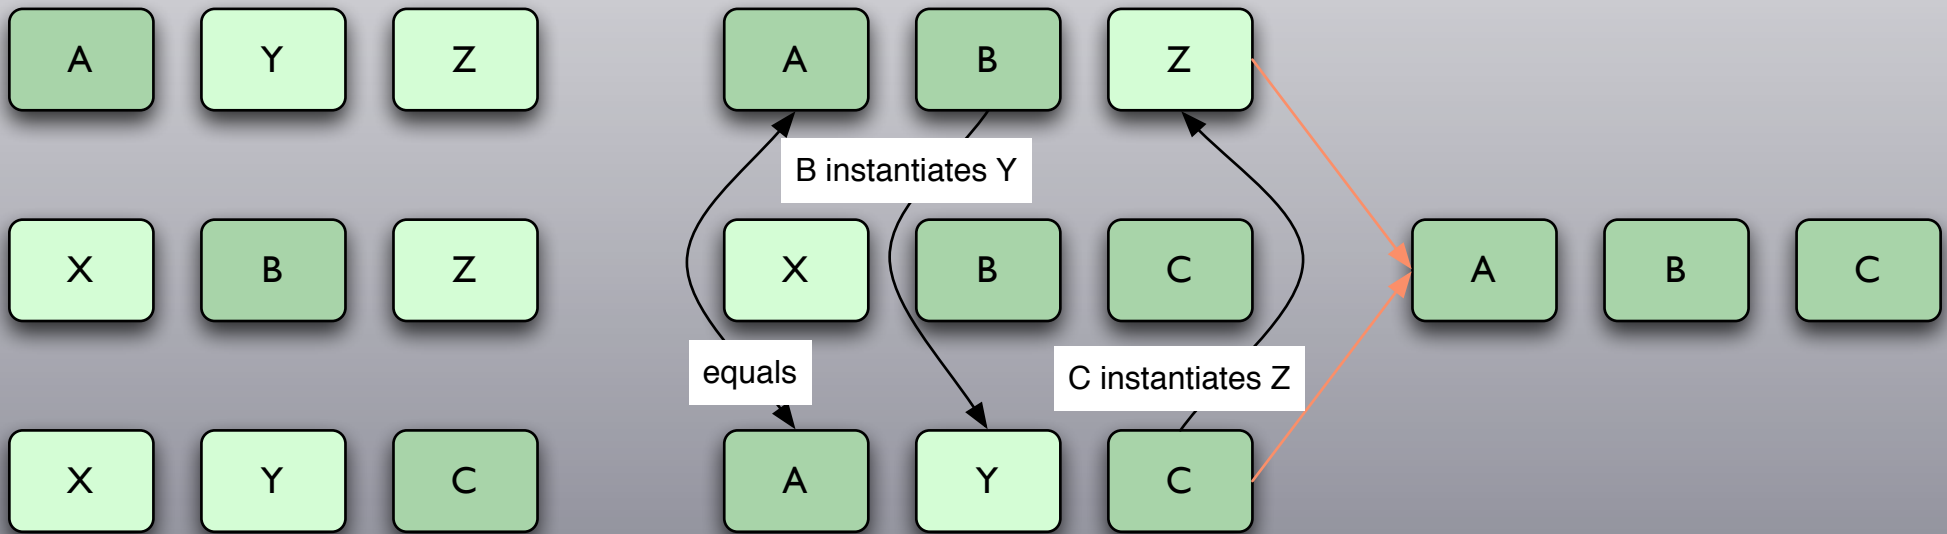 A Y Z A B Z
B instantiates Y
X B Z X B C A B C
equals
C instantiates Z
X Y C A Y C